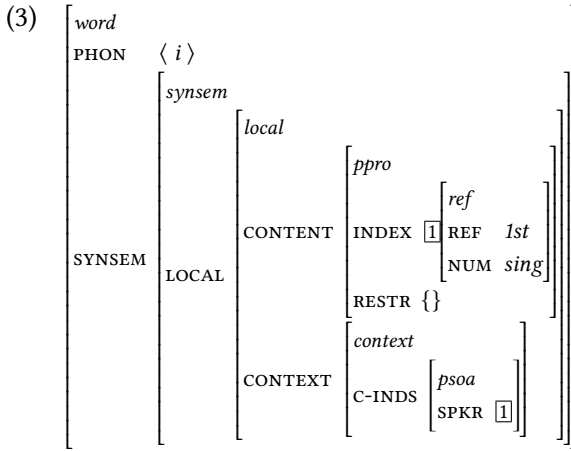 (3)
word
PHON ⟨ i ⟩
synsem
local
ppro
ref
CONTENT INDEX 1 REF 1st
NUM sing
SYNSEM LOCAL
RESTR {}
context
CONTEXT C-INDS psoa
SPKR 1